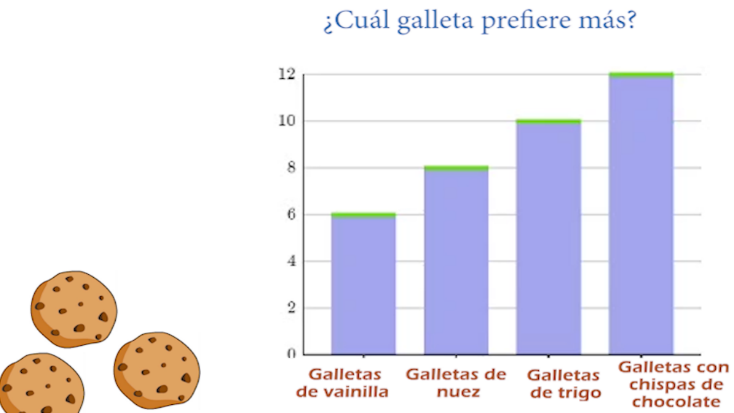 ¿Cuál galleta prefiere más?
12
10
8
6
4
2
0
Galletas
de vainilla
Galletas de
nuez
Galletas
de trigo
Galletas con
chispas de
chocolate